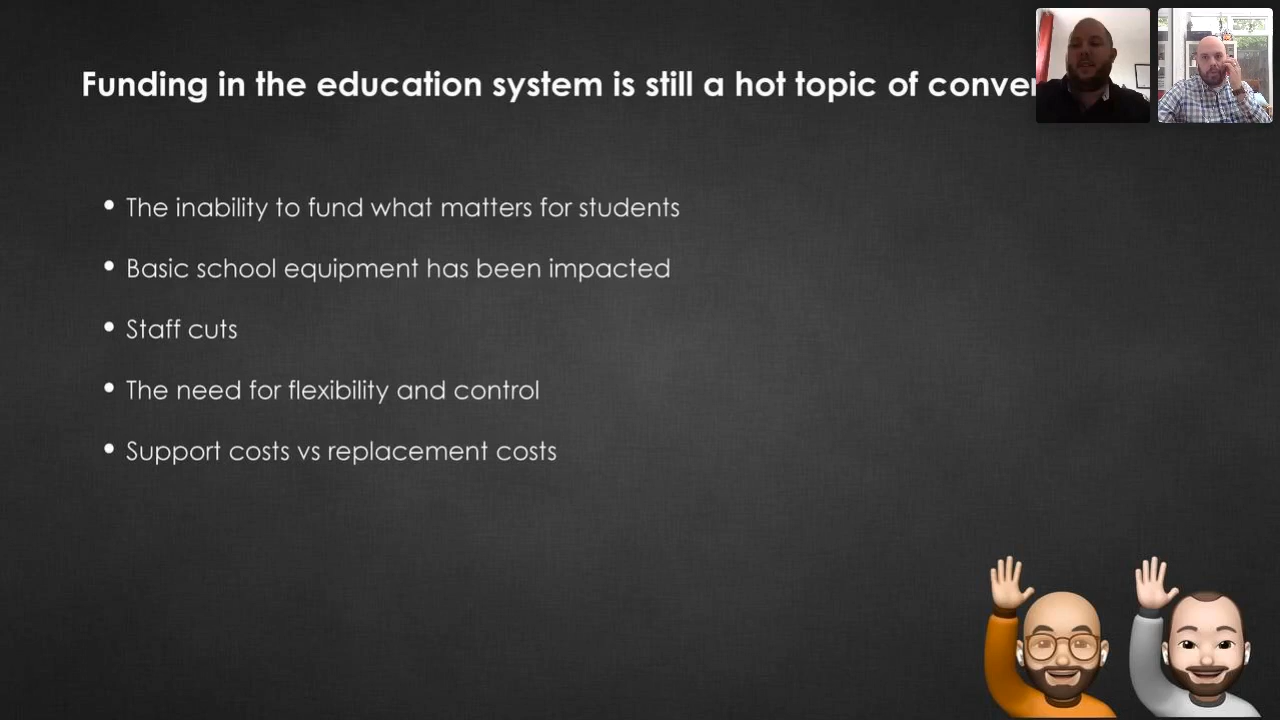 Funding in the education system is still a hot topic of conver
• The inability to fund what matters for students
• Basic school equipment has been impacted
• Staff cuts
• The need for flexibility and control
• Support costs vs replacement costs